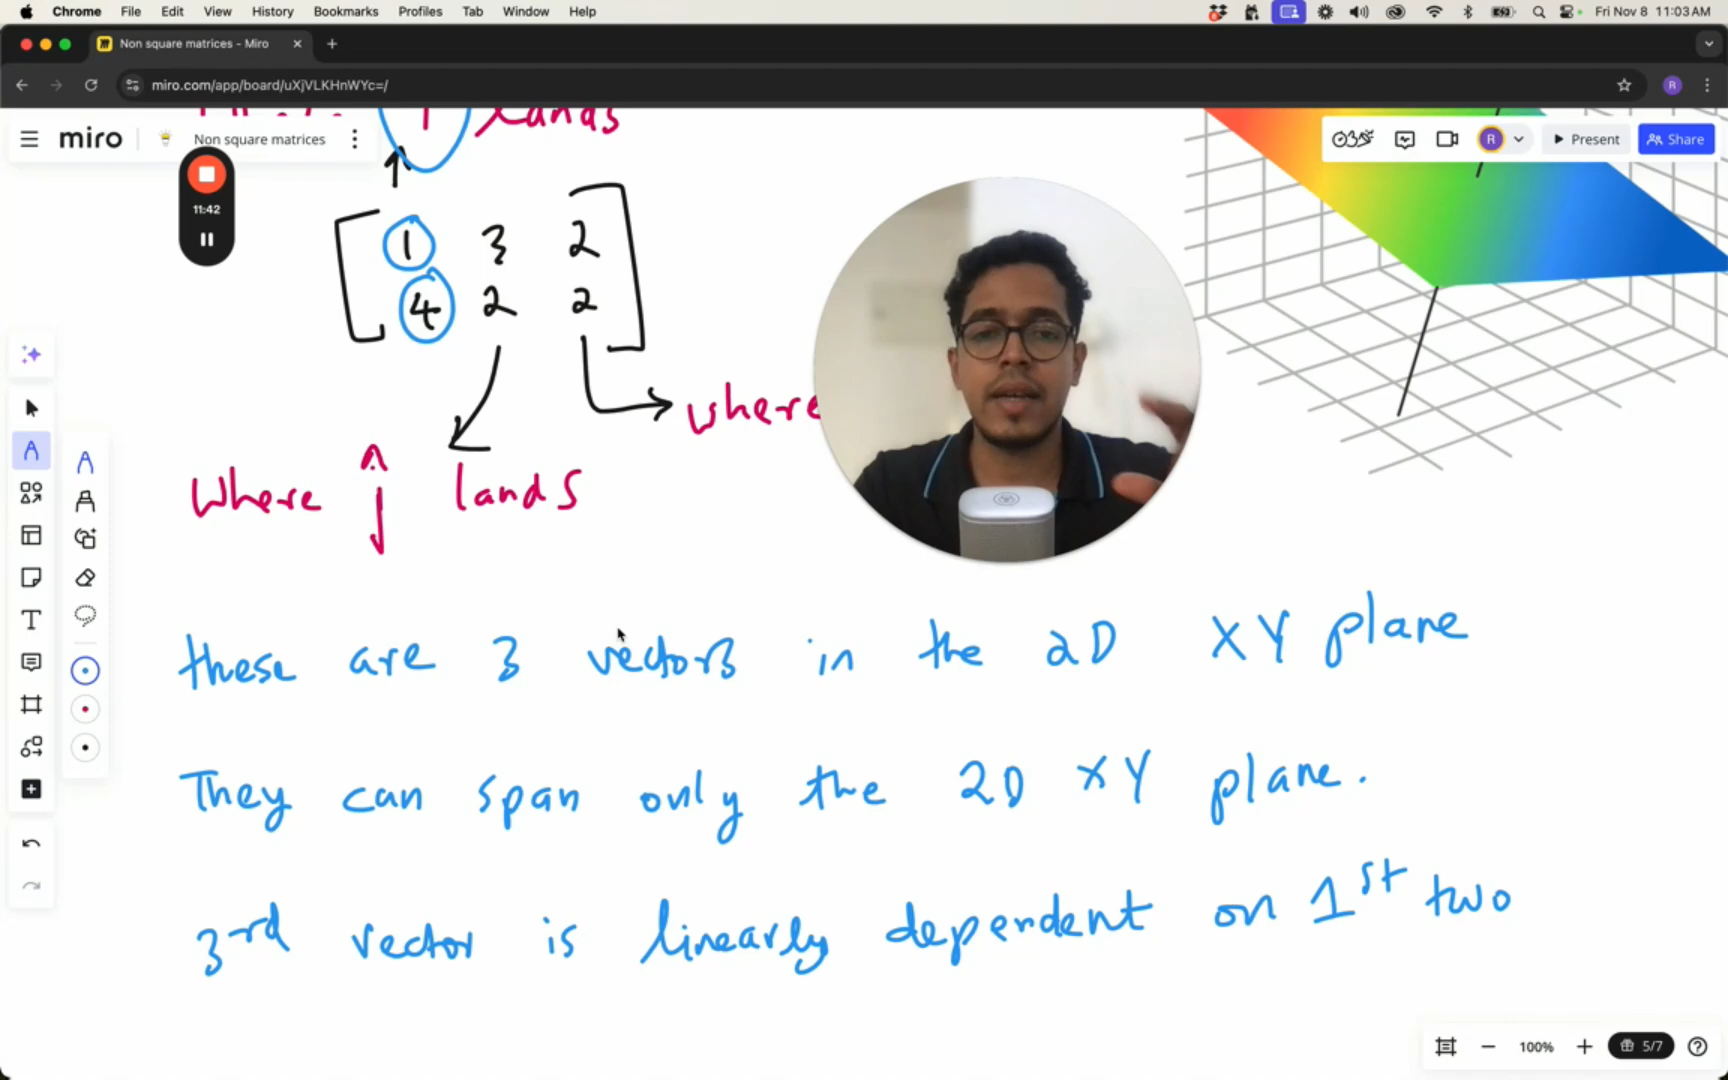 Chrome File Edit View History Bookmarks Profiles Tab Window Help Fri Nov 8 11:03 AM
Non square matrices - Miro
miro.com/app/board/uXjVLKHnWYc=/
R
lands
miro Non square matrices
R Present Share
11:42
1 3 2
4 2 2
where
Where lands
these are 3 vectors in the 2D XY plane
They can span only the 2D XY plane.
3rd vector is linearly dependent on 1st two
100% 5/7